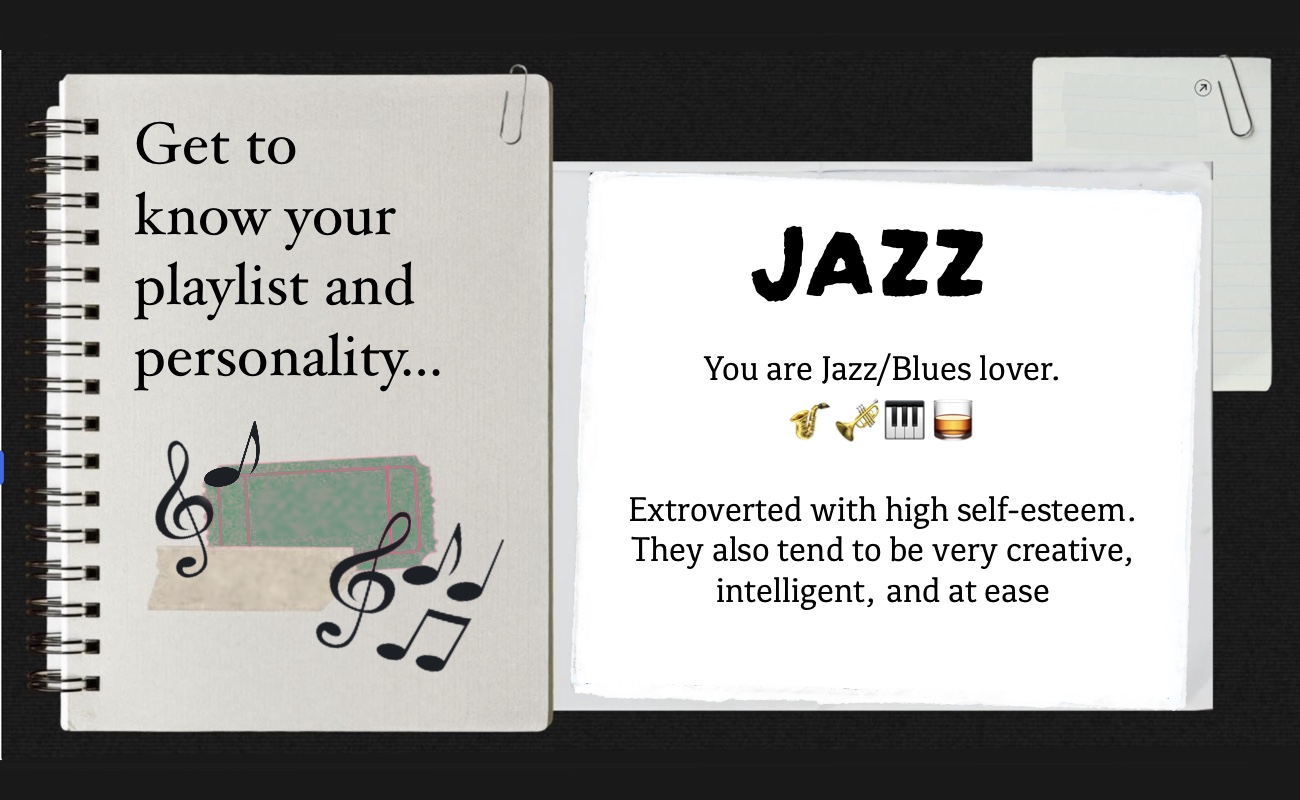 Get to
know your
playlist and
personality...
JAZZ
You are Jazz/Blues lover.
🎷 🎺 🎹 🥃
Extroverted with high self-esteem.
They also tend to be very creative,
intelligent, and at ease